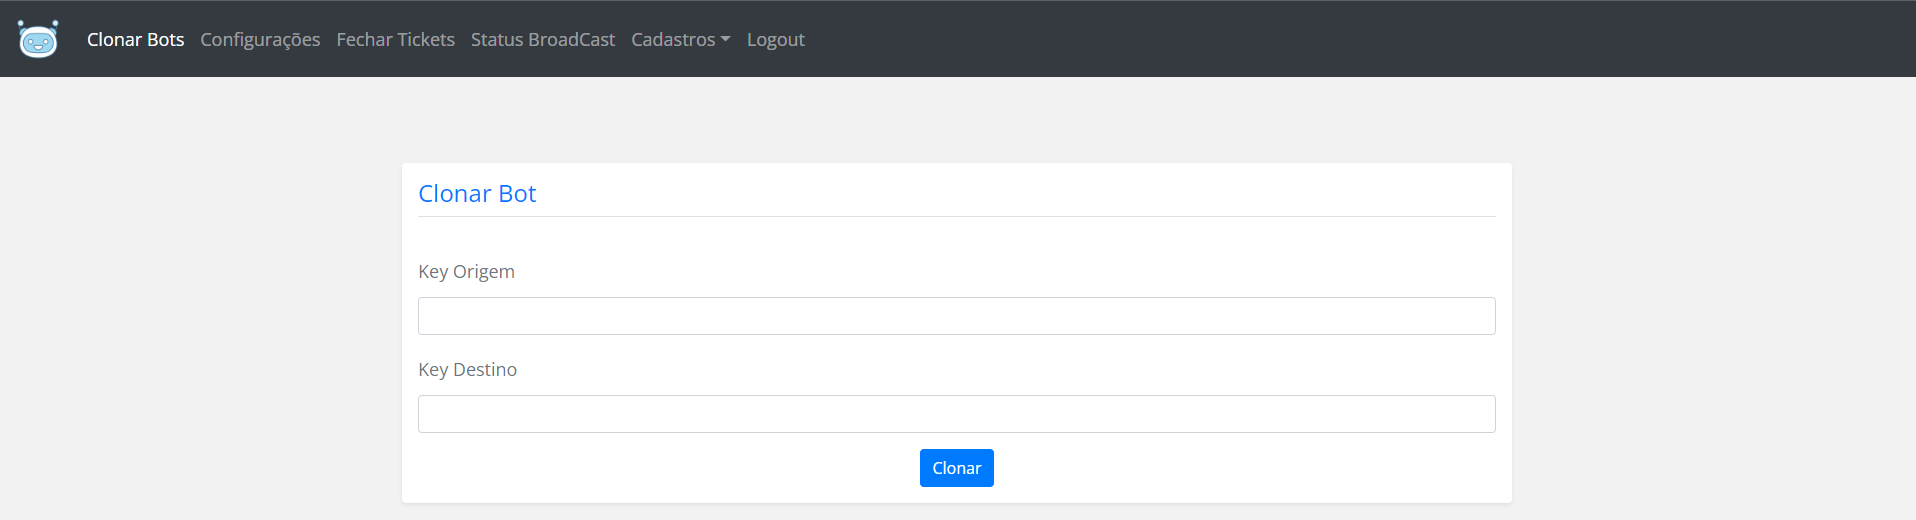 Clonar Bots Configurações Fechar Tickets Status BroadCast Cadastros Logout
Clonar Bot
Key Origem
Key Destino
Clonar